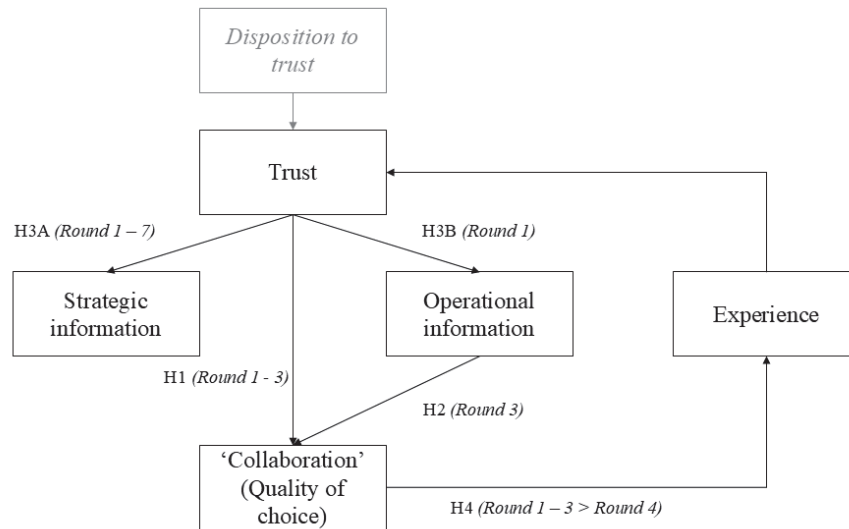 Disposition to
trust
Trust
H3A (Round 1 – 7)
H3B (Round 1)
Strategic
information
Operational
information
Experience
H1 (Round 1 - 3)
H2 (Round 3)
‘Collaboration’
(Quality of
choice)
H4 (Round 1 – 3 > Round 4)